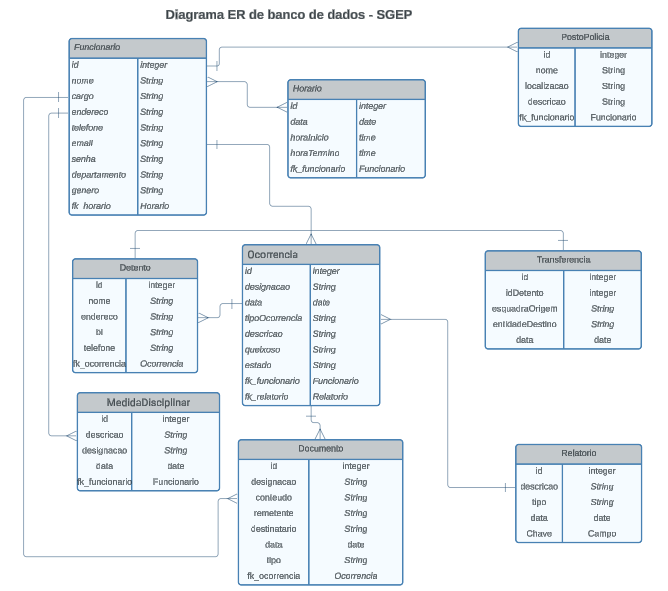 Diagrama ER de banco de dados - SGEP
Funcionario
id integer
nome String
cargo String
endereco String
telefone String
email String
senha String
departamento String
genero String
fk_horario Horario
Horario
id integer
data date
horaInicio time
horaTermino time
fk_funcionario Funcionario
PostoPolicia
id integer
nome String
localizacao String
descricao String
fk_funcionario Funcionario
Detento
id integer
nome String
endereco String
bi String
telefone String
fk_ocorrencia Ocorrencia
Ocorrencia
id integer
designacao String
data date
tipoOcorrencia String
descricao String
queixoso String
estado String
fk_funcionario Funcionario
fk_relatorio Relatorio
Transferencia
id integer
idDetento integer
esquadraOrigem String
entidadeDestino String
data date
MedidaDisciplinar
id integer
descricao String
designacao String
data date
fk_funcionario Funcionario
Documento
id integer
designacao String
conteudo String
remetente String
destinatario String
data date
tipo String
fk_ocorrencia Ocorrencia
Relatorio
id integer
descricao String
tipo String
data date
Chave Campo